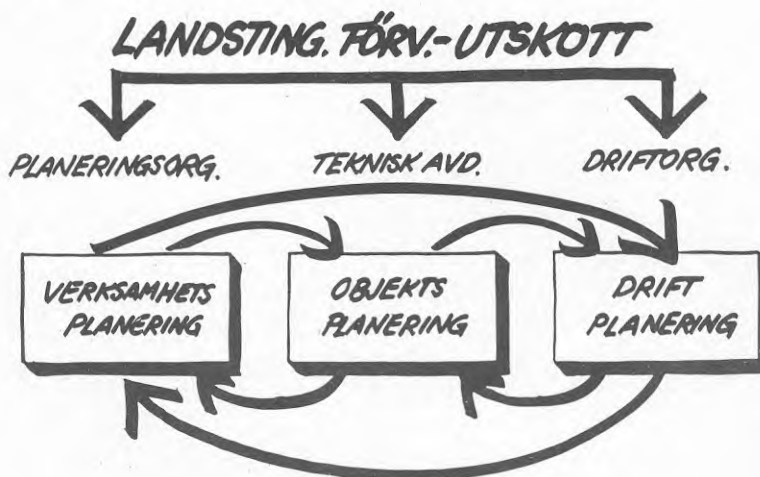 LANDSTING. FÖRV.-UTSKOTT
PLANERINGSORG.
TEKNISK AVD.
DRIFTORG.
VERKSAMHETS
PLANERING
OBJEKTS
PLANERING
DRIFT
PLANERING